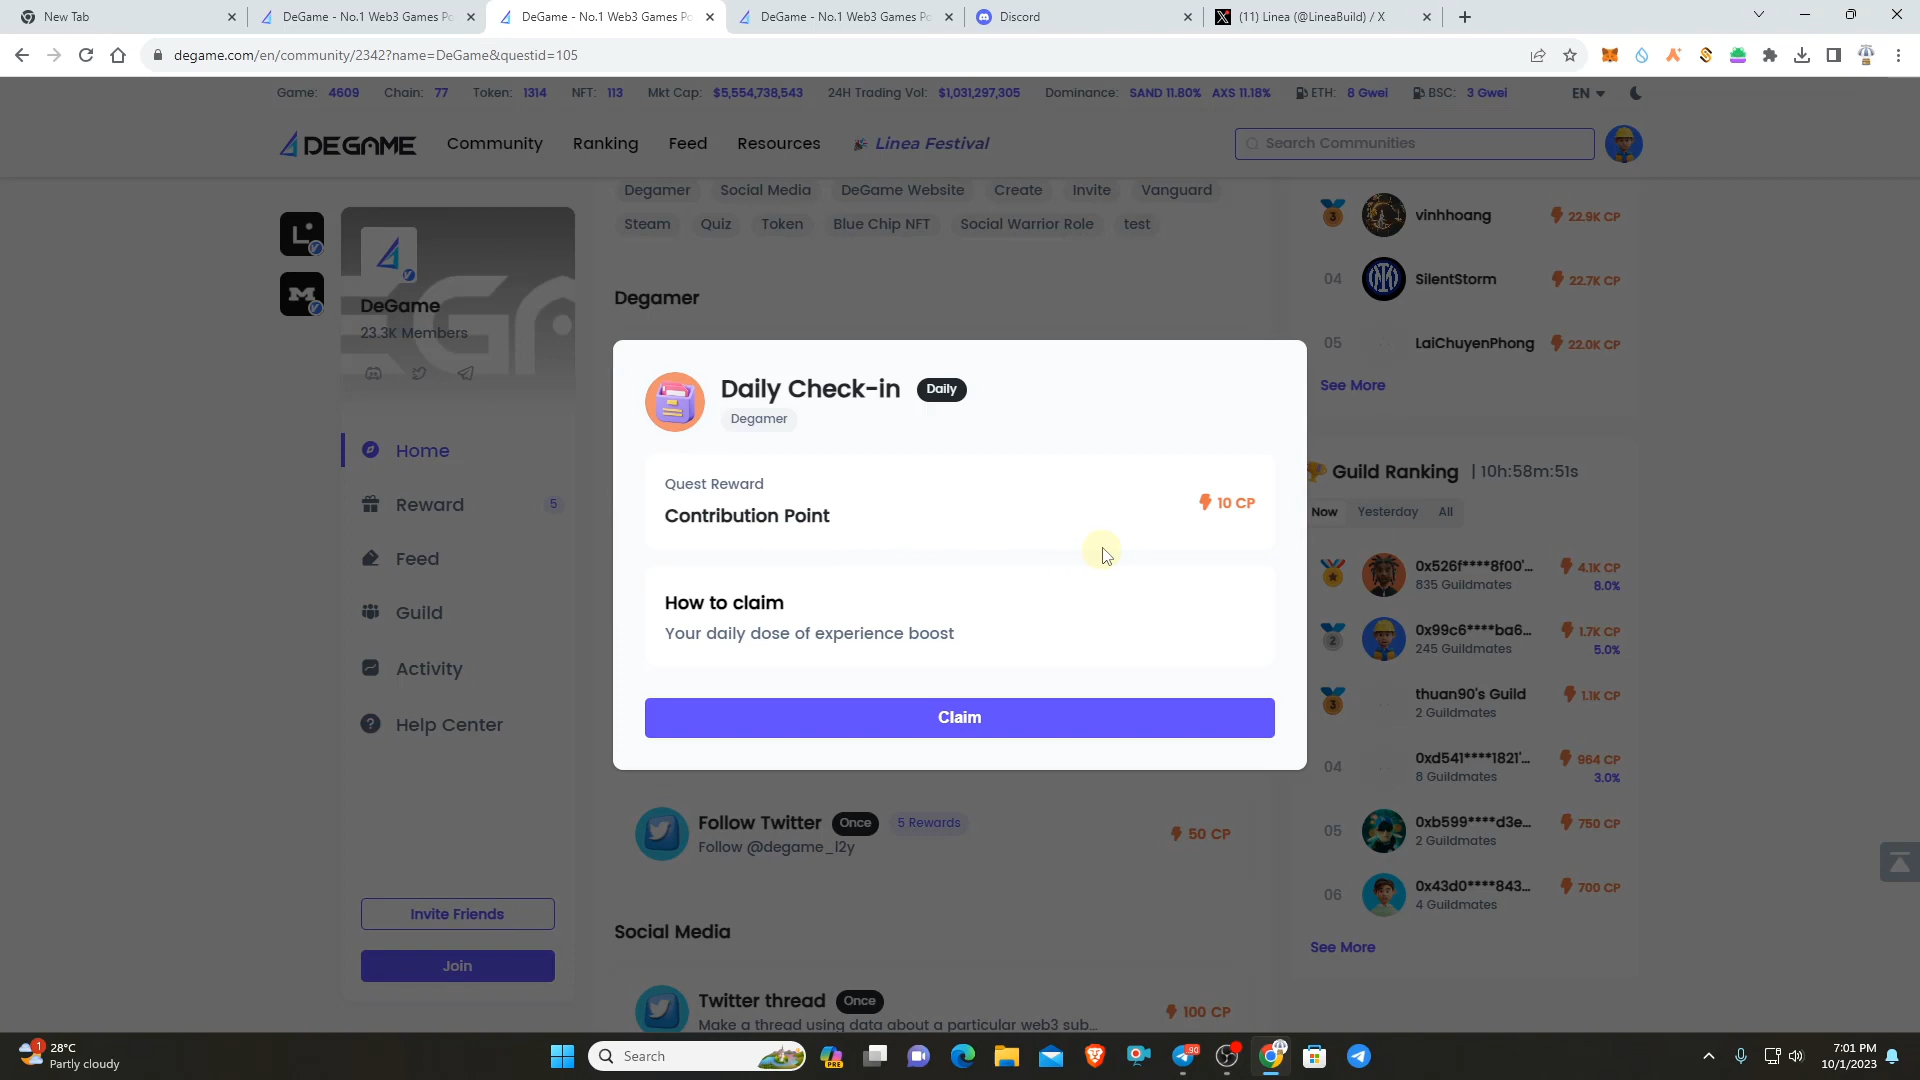 New Tab
DeGame - No.1 Web3 Games Po
DeGame - No.1 Web3 Games Po
DeGame - No.1 Web3 Games Po
Discord
(11) Linea (@LineaBuild) / X
degame.com/en/community/2342?name=DeGame&questid=105
Game: 4609 Chain: 77 Token: 1314 NFT: 113 Mkt Cap: $5,554,738,543 24H Trading Vol: $1,031,297,305 Dominance: SAND 11.80% AXS 11.18% ETH: 8 Gwei BSC: 3 Gwei EN
DEGAME Community Ranking Feed Resources Linea Festival Search Communities
Degamer Social Media DeGame Website Create Invite Vanguard
Steam Quiz Token Blue Chip NFT Social Warrior Role test
DeGame
23.3K Members
Home
Reward 5
Feed
Guild
Activity
Help Center
Invite Friends
Join
Degamer
Daily Check-in Daily
Degamer
Quest Reward
Contribution Point
10 CP
How to claim
Your daily dose of experience boost
Claim
Follow Twitter Once 5 Rewards
Follow @degame_l2y
50 CP
Social Media
Twitter thread Once
Make a thread using data about a particular web3 sub...
100 CP
3 vinhhoang 22.9K CP
04 SilentStorm 22.7K CP
05 LaiChuyenPhong 22.0K CP
See More
Guild Ranking | 10h:58m:51s
Now Yesterday All
0x526f****8f00'... 4.1K CP
835 Guildmates 8.0%
2 0x99c6****ba6... 1.7K CP
245 Guildmates 5.0%
3 thuan90's Guild 1.1K CP
2 Guildmates
04 0xd541****1821'... 964 CP
8 Guildmates 3.0%
05 0xb599****d3e... 750 CP
2 Guildmates
06 0x43d0****843... 700 CP
4 Guildmates
See More
1
28°C
Partly cloudy
Search
PRE
90
7:01 PM
10/1/2023